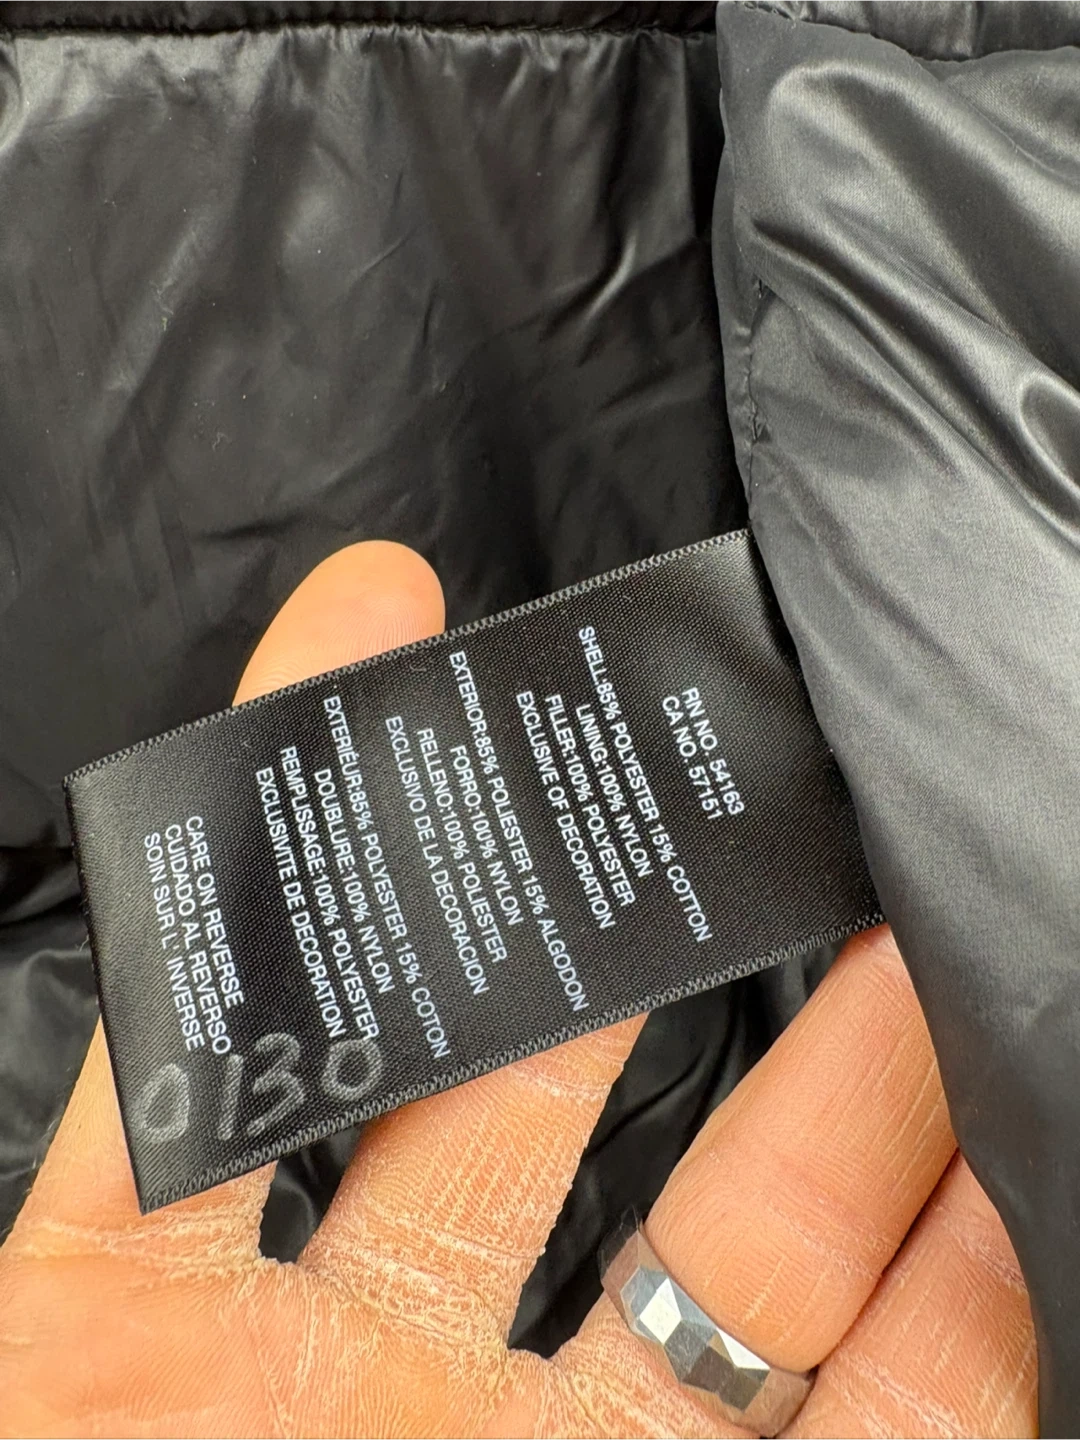 RN NO. 54163
CA NO. 57151
SHELL:85% POLYESTER 15% COTTON
LINING:100% NYLON
FILLER:100% POLYESTER
EXCLUSIVE OF DECORATION
EXTERIOR:85% POLIESTER 15% ALGODON
FORRO:100% NYLON
RELLENO:100% POLIESTER
EXCLUSIVO DE LA DECORACION
EXTERIÉUR:85% POLYESTER 15% COTON
DOUBLURE:100% NYLON
REMPLISSAGE:100% POLYESTER
EXCLUSIVITE DE DECORATION
CARE ON REVERSE
CUIDADO AL REVERSO
SOIN SUR L' INVERSE
0130